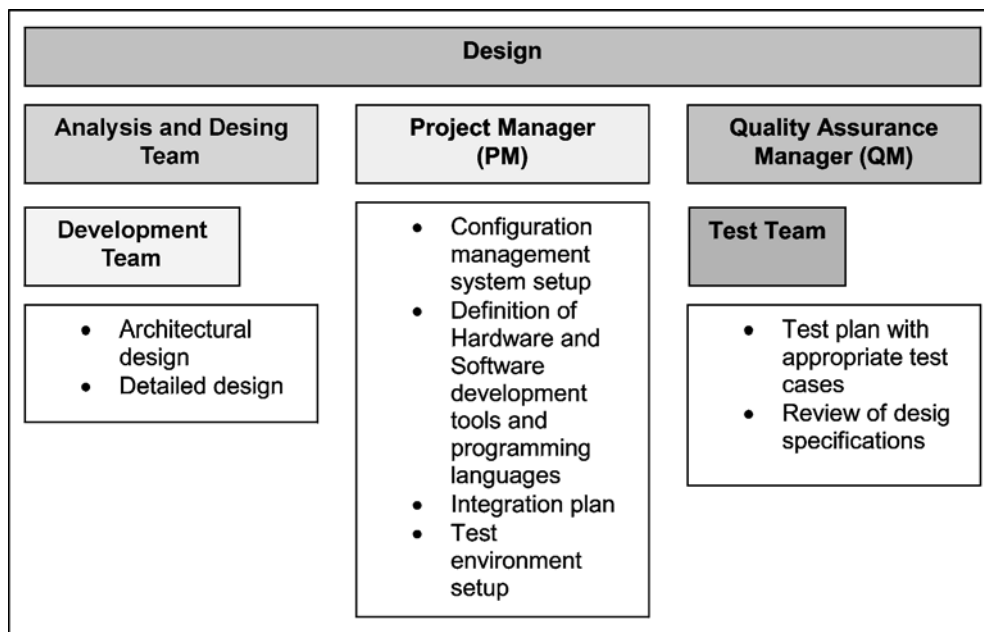 Design
Analysis and Desing
Team
Development
Team
• Architectural
design
• Detailed design
Project Manager
(PM)
• Configuration
management
system setup
• Definition of
Hardware and
Software
development
tools and
programming
languages
• Integration plan
• Test
environment
setup
Quality Assurance
Manager (QM)
Test Team
• Test plan with
appropriate test
cases
• Review of desig
specifications